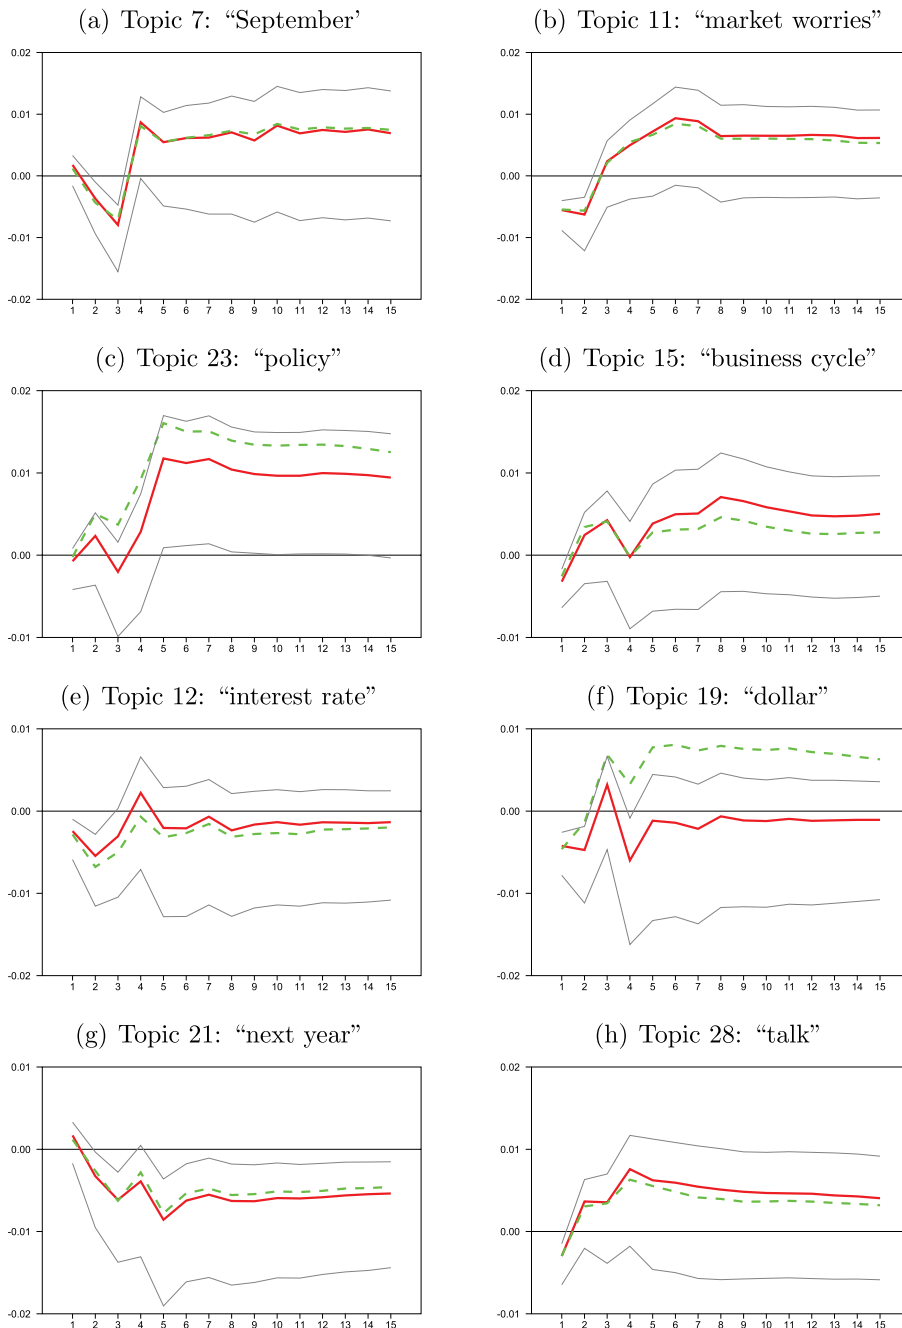 (a) Topic 7: “September’
0.02
0.01
0.00
-0.01
-0.02
1 2 3 4 5 6 7 8 9 10 11 12 13 14 15
(b) Topic 11: “market worries”
0.02
0.01
0.00
-0.01
-0.02
1 2 3 4 5 6 7 8 9 10 11 12 13 14 15
(c) Topic 23: “policy”
0.02
0.01
0.00
-0.01
1 2 3 4 5 6 7 8 9 10 11 12 13 14 15
(d) Topic 15: “business cycle”
0.02
0.01
0.00
-0.01
1 2 3 4 5 6 7 8 9 10 11 12 13 14 15
(e) Topic 12: “interest rate”
0.01
0.00
-0.01
-0.02
1 2 3 4 5 6 7 8 9 10 11 12 13 14 15
(f) Topic 19: “dollar”
0.01
0.00
-0.01
-0.02
1 2 3 4 5 6 7 8 9 10 11 12 13 14 15
(g) Topic 21: “next year”
0.01
0.00
-0.01
-0.02
1 2 3 4 5 6 7 8 9 10 11 12 13 14 15
(h) Topic 28: “talk”
0.02
0.01
0.00
-0.01
1 2 3 4 5 6 7 8 9 10 11 12 13 14 15